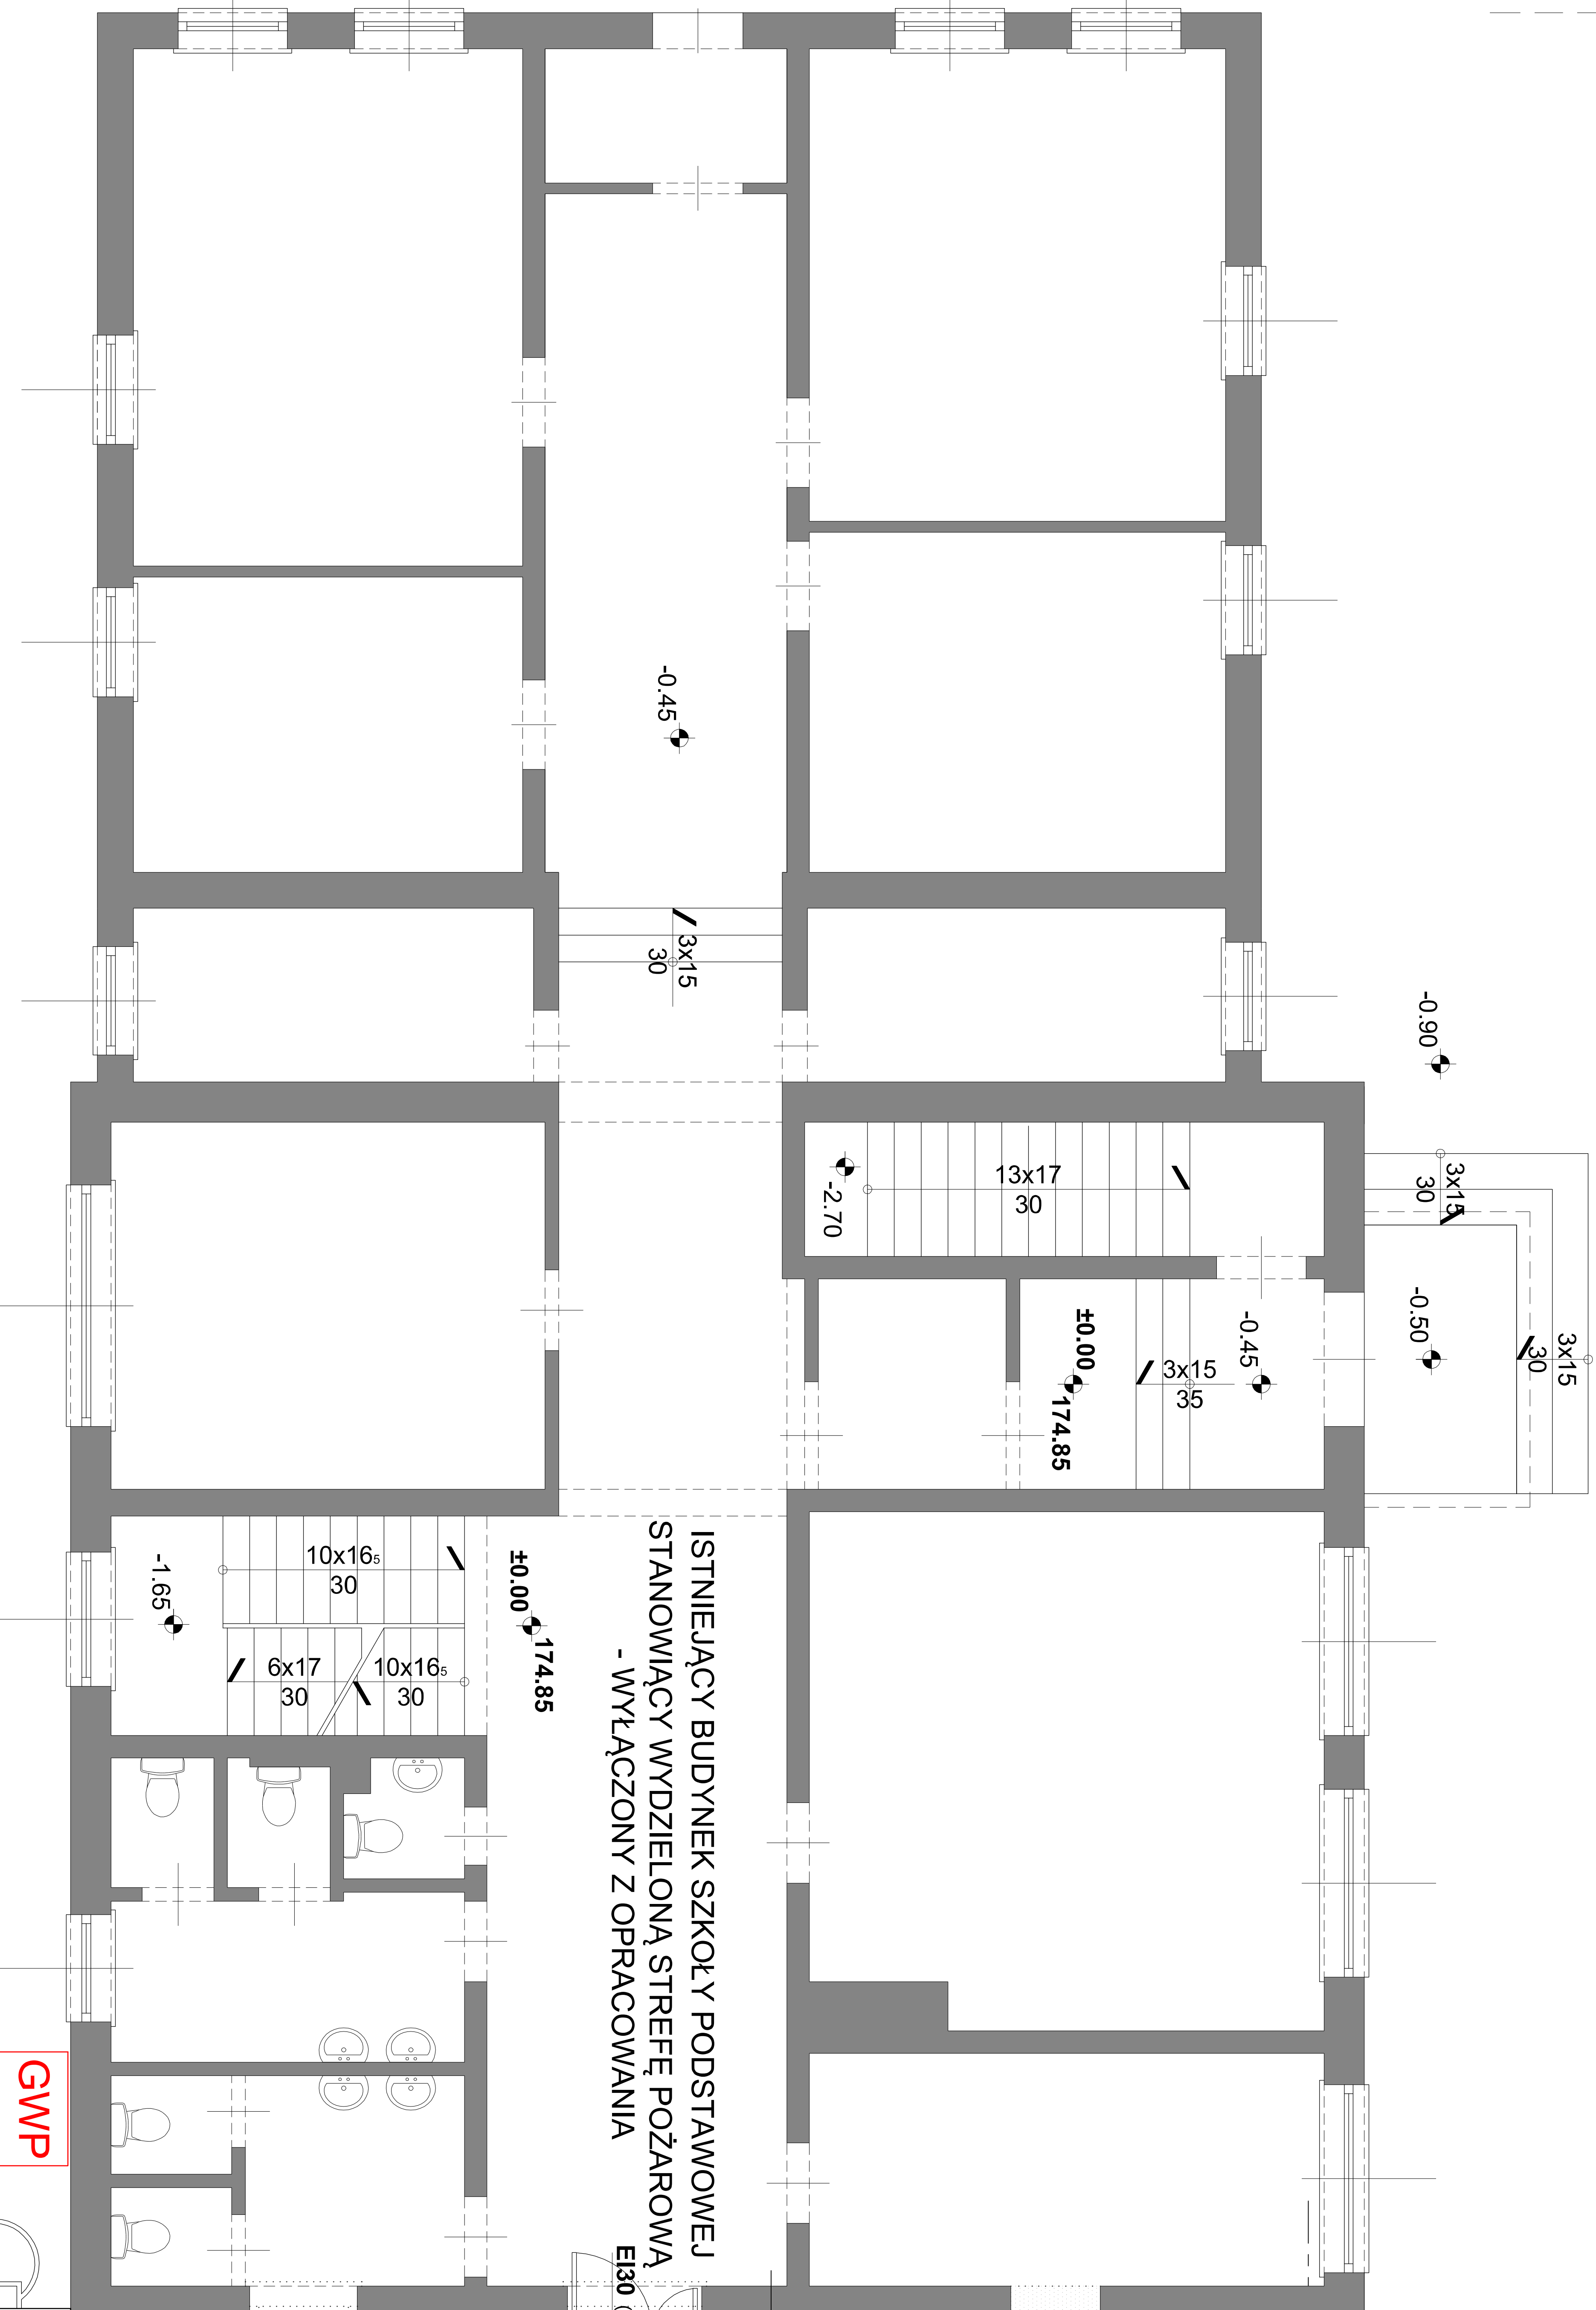 -0.45
3x15
30
-0.90
13x17
30
-2.70
3x15
30
-0.50
3x15
30
-0.45
±0.00
174.85
3x15
35
10x16₅
30
-1.65
6x17
30
10x16₅
30
±0.00
174.85
ISTNIEJĄCY BUDYNEK SZKOŁY PODSTAWOWEJ
STANOWIĄCY WYDZIELONĄ STREFĘ POŻAROWĄ
- WYŁĄCZONY Z OPRACOWANIA
GWP
EI30